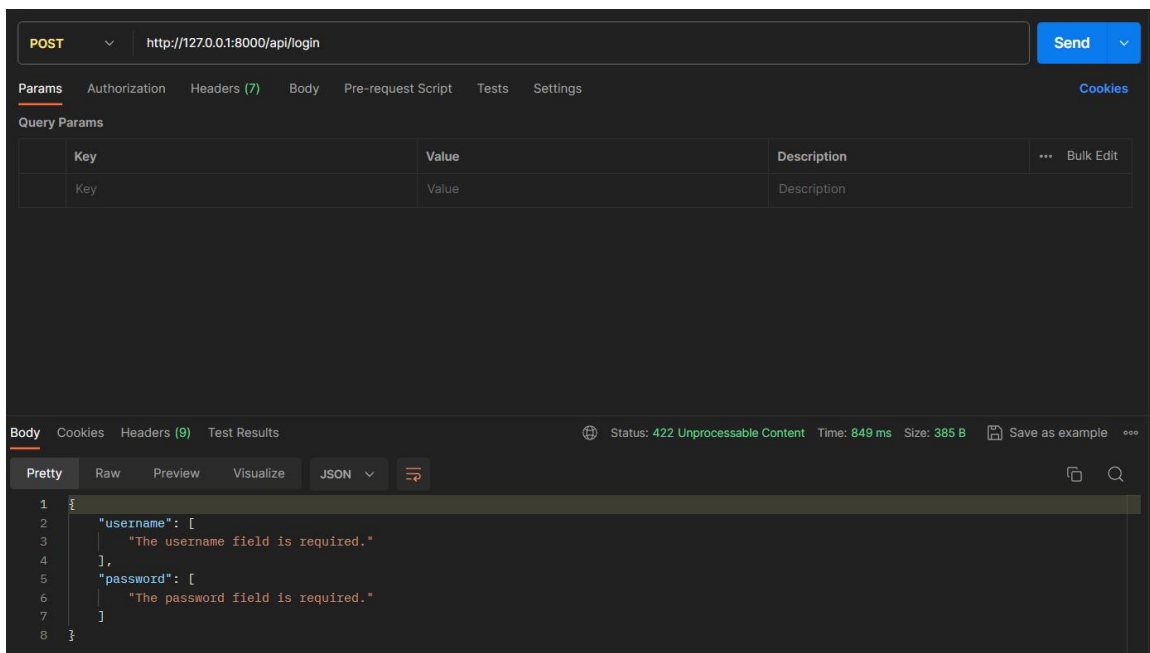 POST http://127.0.0.1:8000/api/login Send
Params Authorization Headers (7) Body Pre-request Script Tests Settings Cookies
Query Params
Key Value Description ••• Bulk Edit
Key Value Description
Body Cookies Headers (9) Test Results Status: 422 Unprocessable Content Time: 849 ms Size: 385 B Save as example
Pretty Raw Preview Visualize JSON
1 {
2 "username": [
3 "The username field is required."
4 ],
5 "password": [
6 "The password field is required."
7 ]
8 }